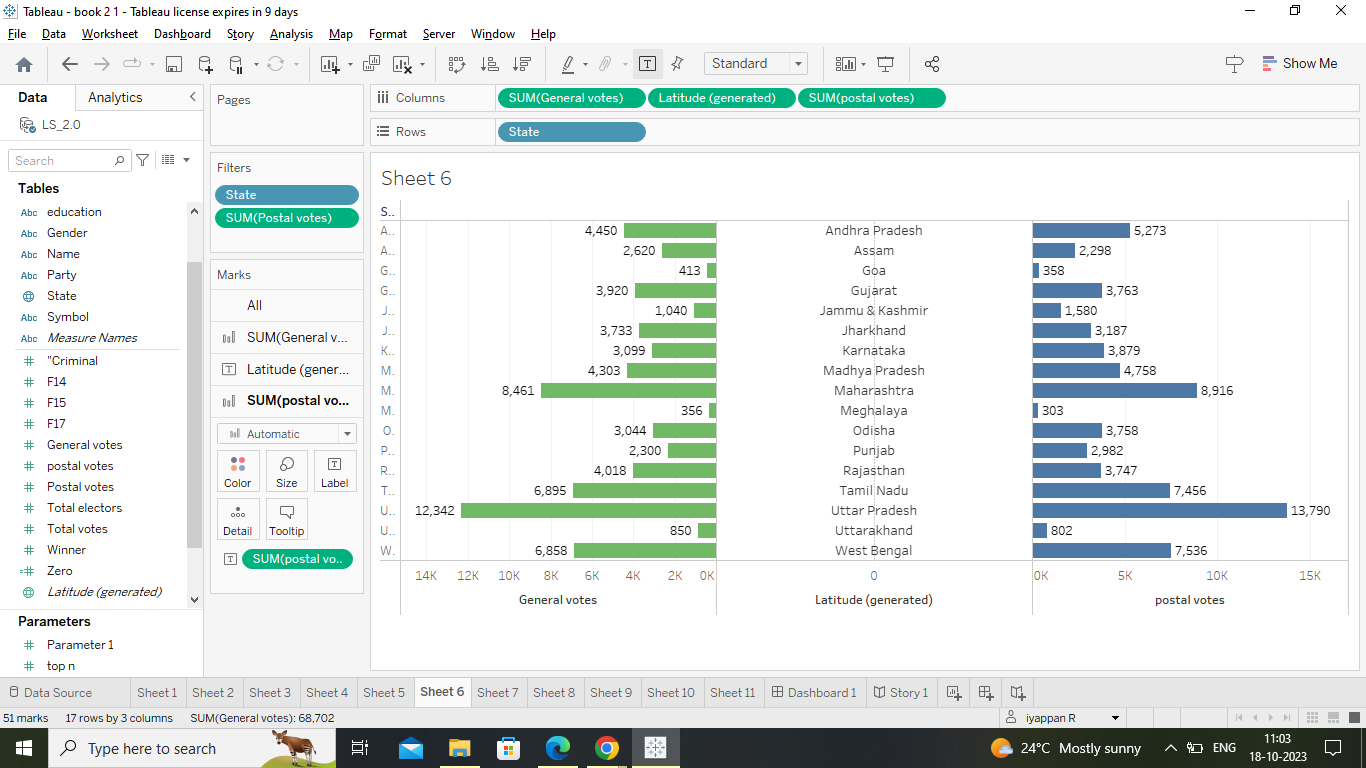 Tableau - book 2 1 - Tableau license expires in 9 days
File Data Worksheet Dashboard Story Analysis Map Format Server Window Help
Standard
Show Me
Data Analytics
LS_2.0
Search
Tables
Abc education
Abc Gender
Abc Name
Abc Party
State
Abc Symbol
Abc Measure Names
"Criminal
F14
F15
F17
General votes
postal votes
Postal votes
Total electors
Total votes
Winner
Zero
Latitude (generated)
Parameters
Parameter 1
top n
Pages
Filters
State
SUM(Postal votes)
Marks
All
SUM(General v...
Latitude (gener...
SUM(postal vo...
Automatic
Color Size Label
Detail Tooltip
SUM(postal vo..
Columns SUM(General votes) Latitude (generated) SUM(postal votes)
Rows State
Sheet 6
S..
A.. 4,450 Andhra Pradesh 5,273
A.. 2,620 Assam 2,298
G.. 413 Goa 358
G.. 3,920 Gujarat 3,763
J.. 1,040 Jammu & Kashmir 1,580
J.. 3,733 Jharkhand 3,187
K.. 3,099 Karnataka 3,879
M. 4,303 Madhya Pradesh 4,758
M. 8,461 Maharashtra 8,916
M. 356 Meghalaya 303
O. 3,044 Odisha 3,758
P.. 2,300 Punjab 2,982
R.. 4,018 Rajasthan 3,747
T.. 6,895 Tamil Nadu 7,456
U.. 12,342 Uttar Pradesh 13,790
U.. 850 Uttarakhand 802
W. 6,858 West Bengal 7,536
14K 12K 10K 8K 6K 4K 2K 0K 0 0K 5K 10K 15K
General votes Latitude (generated) postal votes
Data Source Sheet 1 Sheet 2 Sheet 3 Sheet 4 Sheet 5 Sheet 6 Sheet 7 Sheet 8 Sheet 9 Sheet 10 Sheet 11 Dashboard 1 Story 1
51 marks 17 rows by 3 columns SUM(General votes): 68,702 iyappan R
Type here to search 24°C Mostly sunny ENG 11:03
18-10-2023